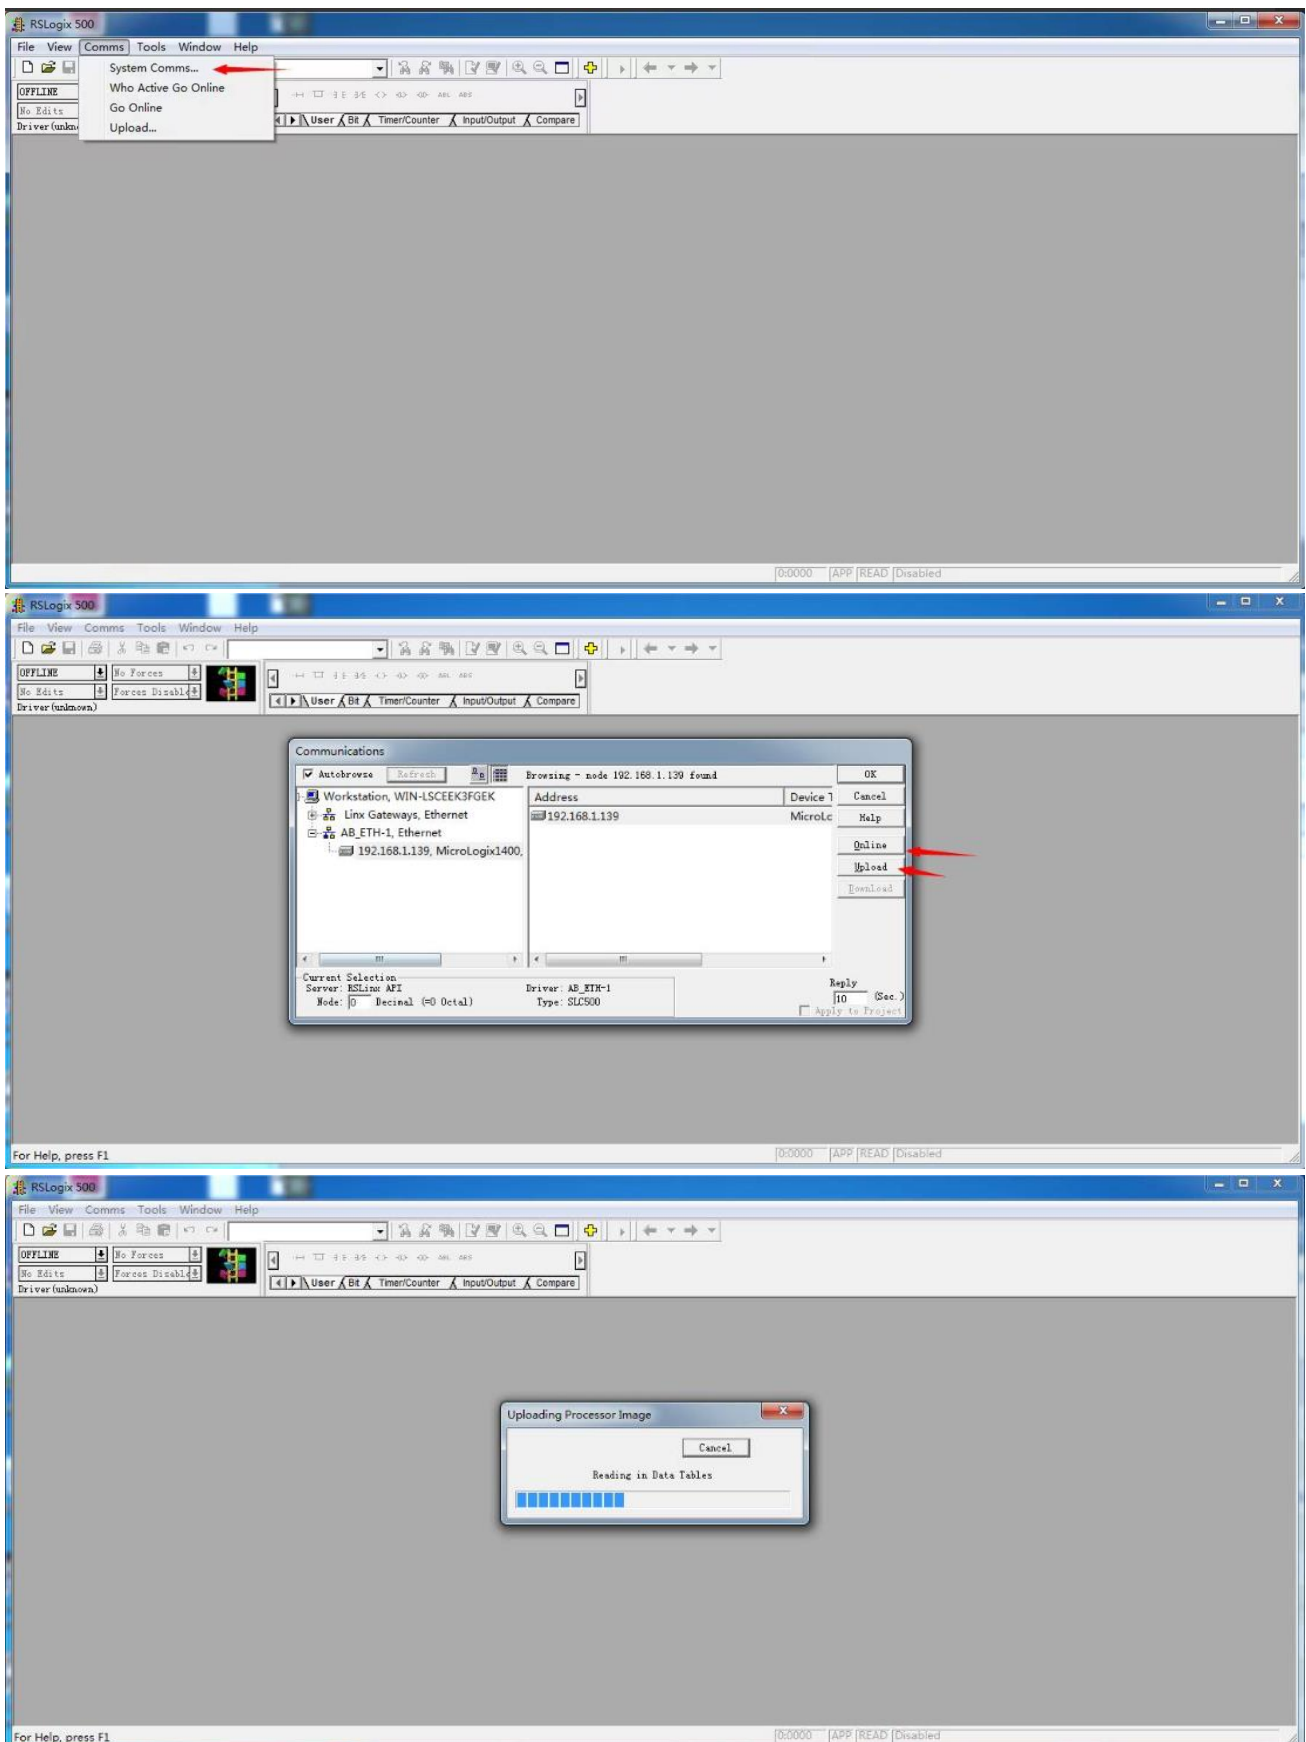 RSLogix 500
File View Comms Tools Window Help
System Comms...
Who Active Go Online
Go Online
Upload...
OFFLINE
No Edits
User Bit Timer/Counter Input/Output Compare
0:0000 APP READ Disabled
RSLogix 500
File View Comms Tools Window Help
OFFLINE No Forces
No Edits Forces Disabl
Driver(unknown)
User Bit Timer/Counter Input/Output Compare
Communications
Autobrowse Refresh Browsing - node 192.168.1.139 found
OK
Cancel
Help
Online
Upload
Download
Workstation, WIN-LSCEEK3FGEK
Linx Gateways, Ethernet
AB_ETH-1, Ethernet
192.168.1.139, MicroLogix1400,
Address Device T
192.168.1.139 MicroLc
Current Selection
Server: RSLinx API Driver: AB_ETH-1
Node: 0 Decimal (=0 Octal) Type: SLC500
Reply
10 (Sec.)
Apply to Project
For Help, press F1
0:0000 APP READ Disabled
RSLogix 500
File View Comms Tools Window Help
OFFLINE No Forces
No Edits Forces Disabl
Driver(unknown)
User Bit Timer/Counter Input/Output Compare
Uploading Processor Image
Cancel
Reading in Data Tables
For Help, press F1
0:0000 APP READ Disabled